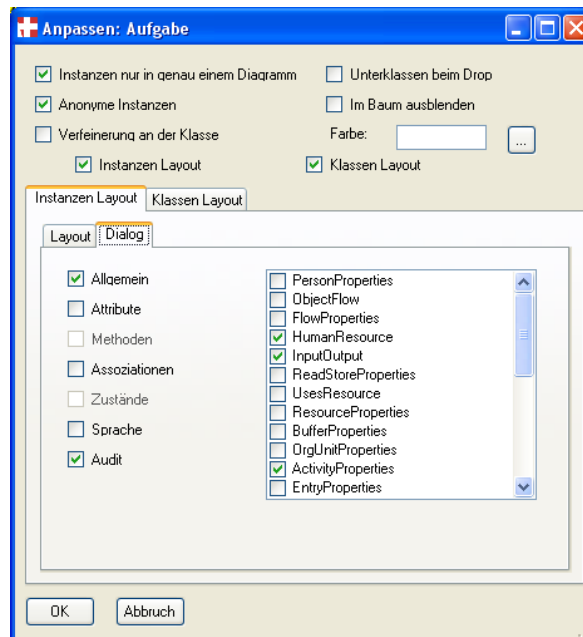 Anpassen: Aufgabe
Instanzen nur in genau einem Diagramm
Unterklassen beim Drop
Anonyme Instanzen
Im Baum ausblenden
Verfeinerung an der Klasse
Farbe:
...
Instanzen Layout
Klassen Layout
Instanzen Layout
Klassen Layout
Layout
Dialog
Allgemein
Attribute
Methoden
Assoziationen
Zustände
Sprache
Audit
PersonProperties
ObjectFlow
FlowProperties
HumanResource
InputOutput
ReadStoreProperties
UsesResource
ResourceProperties
BufferProperties
OrgUnitProperties
ActivityProperties
EntryProperties
OK
Abbruch